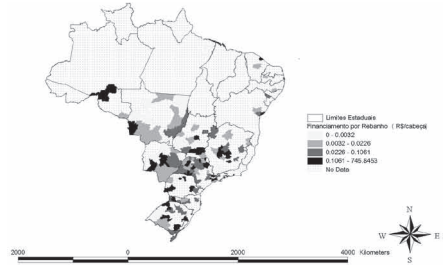 Limites Estaduais
Financiamento por Rebanho ( R$/cabeça)
0 - 0.0032
0.0032 - 0.0226
0.0226 - 0.1061
0.1061 - 745.8453
No Data
N
W E
S
2000 0 2000 4000 Kilometers